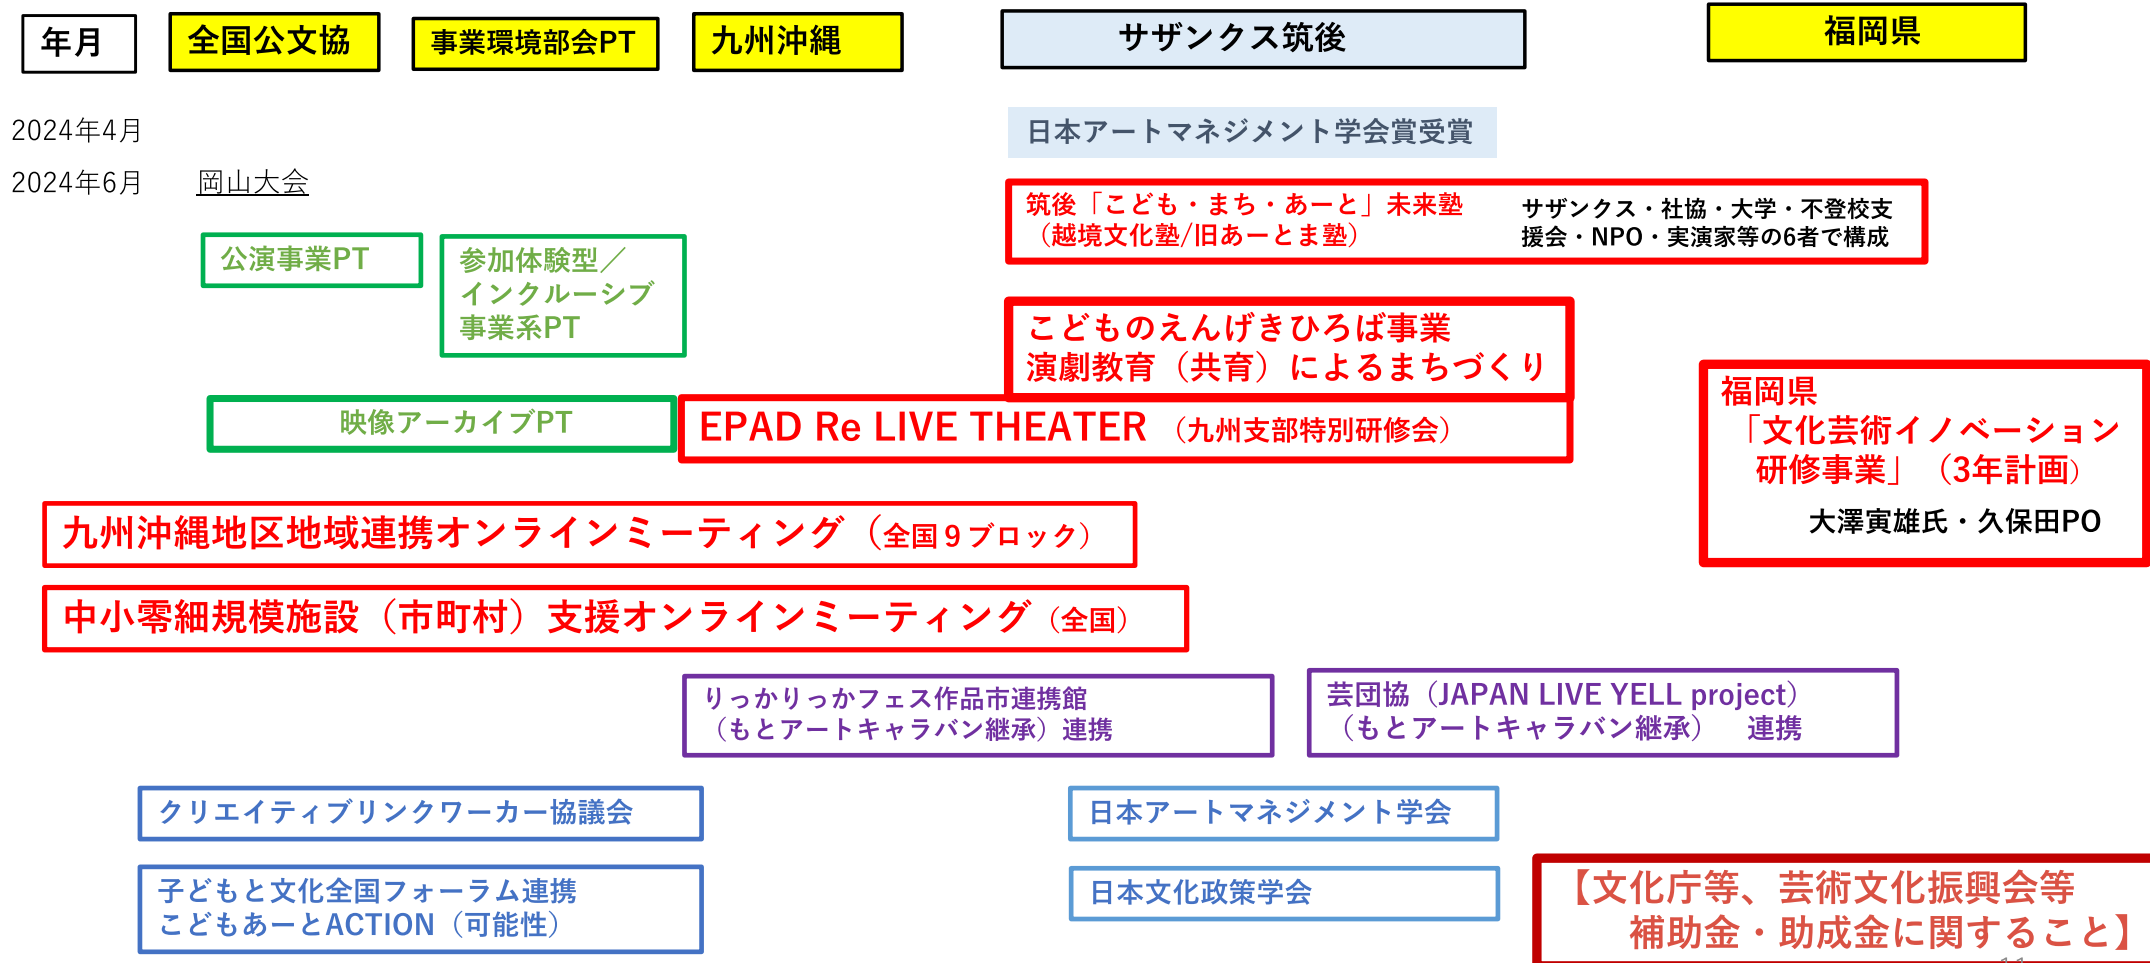 年月
全国公文協
事業環境部会PT
九州沖縄
サザンクス筑後
福岡県
2024年4月
日本アートマネジメント学会賞受賞
2024年6月
岡山大会
筑後「こども・まち・あーと」未来塾
（越境文化塾/旧あーとま塾）
サザンクス・社協・大学・不登校支
援会・NPO・実演家等の6者で構成
公演事業PT
参加体験型／
インクルーシブ
事業系PT
こどものえんげきひろば事業
演劇教育（共育）によるまちづくり
映像アーカイブPT
EPAD Re LIVE THEATER （九州支部特別研修会）
福岡県
「文化芸術イノベーション
研修事業」（3年計画）
大澤寅雄氏・久保田PO
九州沖縄地区地域連携オンラインミーティング（全国９ブロック）
中小零細規模施設（市町村）支援オンラインミーティング（全国）
りっかりっかフェス作品市連携館
（もとアートキャラバン継承）連携
芸団協（JAPAN LIVE YELL project）
（もとアートキャラバン継承）　連携
クリエイティブリンクワーカー協議会
日本アートマネジメント学会
子どもと文化全国フォーラム連携
こどもあーとACTION（可能性）
日本文化政策学会
【文化庁等、芸術文化振興会等
補助金・助成金に関すること】